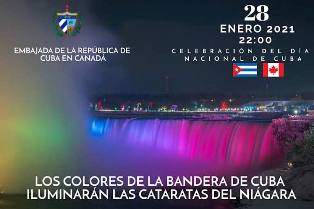 28
ENERO 2021
22:00
EMBAJADA DE LA REPÚBLICA DE
CUBA EN CANADÁ
CELEBRACIÓN DEL DÍA
NACIONAL DE CUBA
LOS COLORES DE LA BANDERA DE CUBA
ILUMINARÁN LAS CATARATAS DEL NIÁGARA